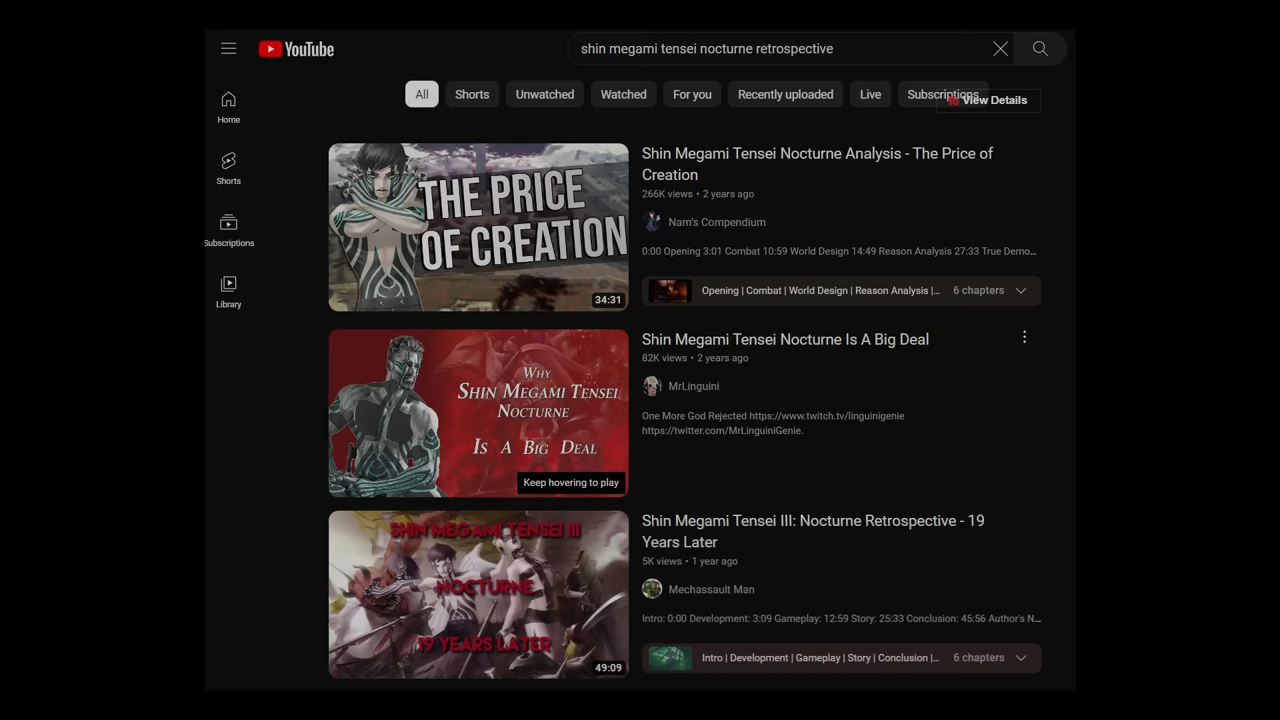 YouTube
shin megami tensei nocturne retrospective
All
Shorts
Unwatched
Watched
For you
Recently uploaded
Live
Subscriptions
View Details
Home
Shorts
Subscriptions
Library
THE PRICE
OF CREATION
34:31
Shin Megami Tensei Nocturne Analysis - The Price of
Creation
266K views • 2 years ago
Nam's Compendium
0:00 Opening 3:01 Combat 10:59 World Design 14:49 Reason Analysis 27:33 True Demo...
Opening | Combat | World Design | Reason Analysis |...
6 chapters
WHY
SHIN MEGAMI TENSEI
NOCTURNE
IS A BIG DEAL
Keep hovering to play
Shin Megami Tensei Nocturne Is A Big Deal
82K views • 2 years ago
MrLinguini
One More God Rejected https://www.twitch.tv/linguinigenie
https://twitter.com/MrLinguiniGenie.
SHIN MEGAMI TENSEI III
NOCTURNE
19 YEARS LATER
49:09
Shin Megami Tensei III: Nocturne Retrospective - 19
Years Later
5K views • 1 year ago
Mechassault Man
Intro: 0:00 Development: 3:09 Gameplay: 12:59 Story: 25:33 Conclusion: 45:56 Author's N...
Intro | Development | Gameplay | Story | Conclusion |...
6 chapters